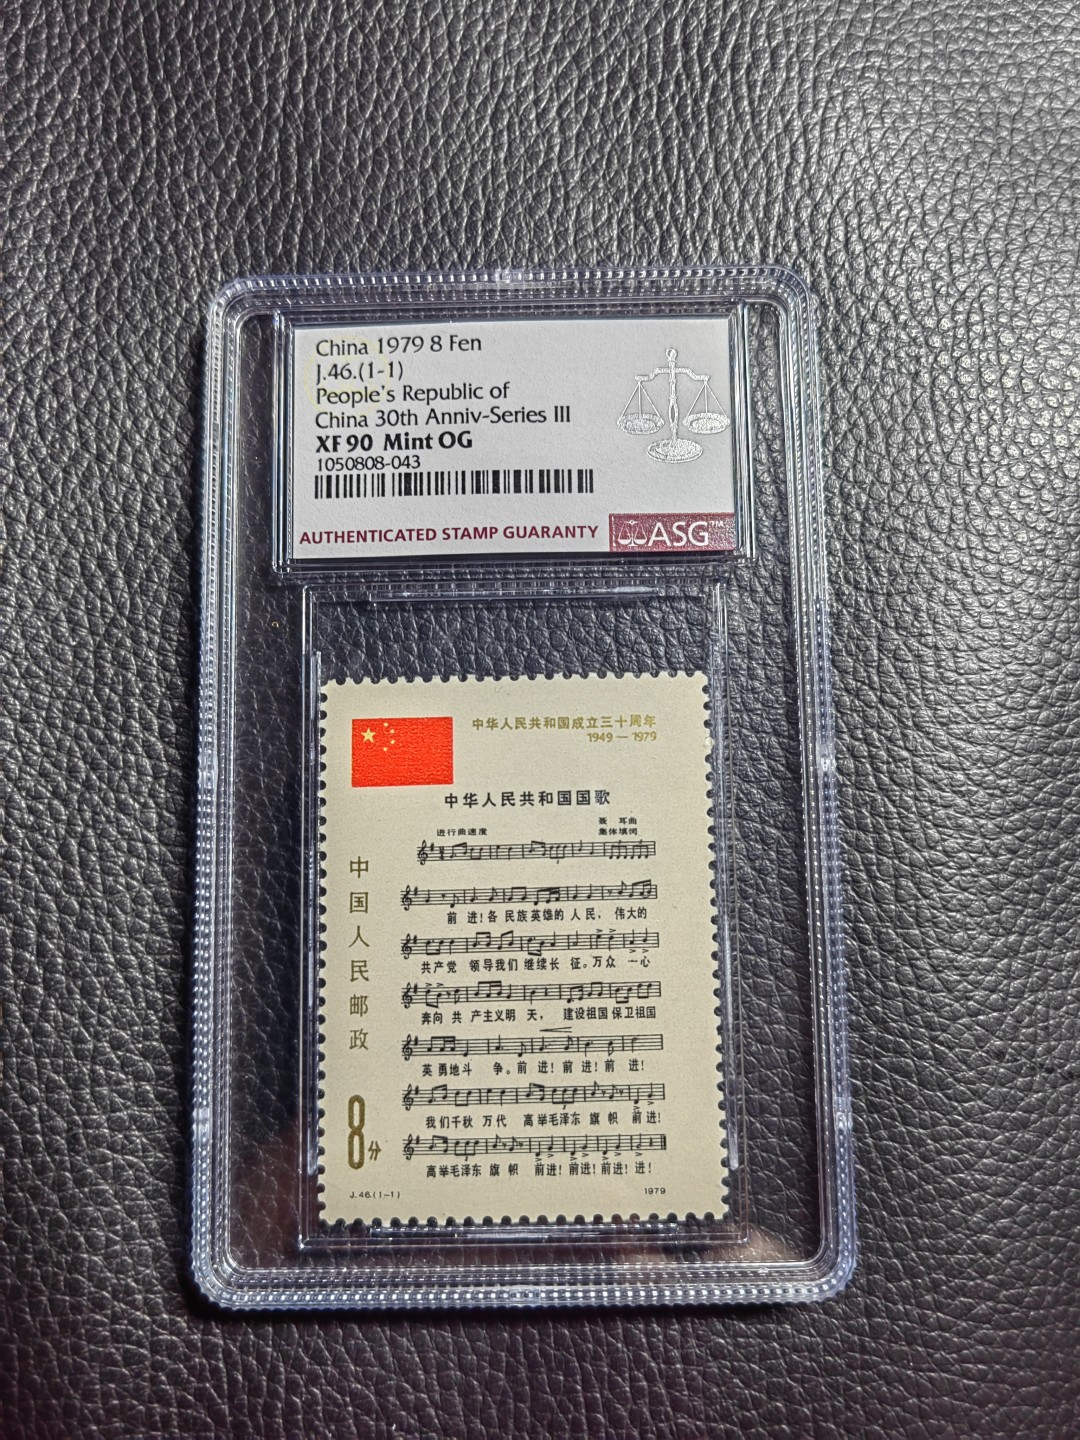 China 1979 8 Fen
J.46.(1-1)
People's Republic of
China 30th Anniv-Series III
XF 90 Mint OG
1050808-043
AUTHENTICATED STAMP GUARANTY
ASG™
中华人民共和国成立三十周年
1949—1979
中华人民共和国国歌
进行曲速度
聂耳曲
集体填词
前进!各民族英雄的人民,伟大的
共产党领导我们继续长征。万众一心
奔向共产主义明天,建设祖国保卫祖国
英勇地斗争。前进!前进!前进!
我们千秋万代高举毛泽东旗帜前进!
高举毛泽东旗帜前进!前进!前进!进!
中国人民邮政
8分
J.46.(1-1)
1979